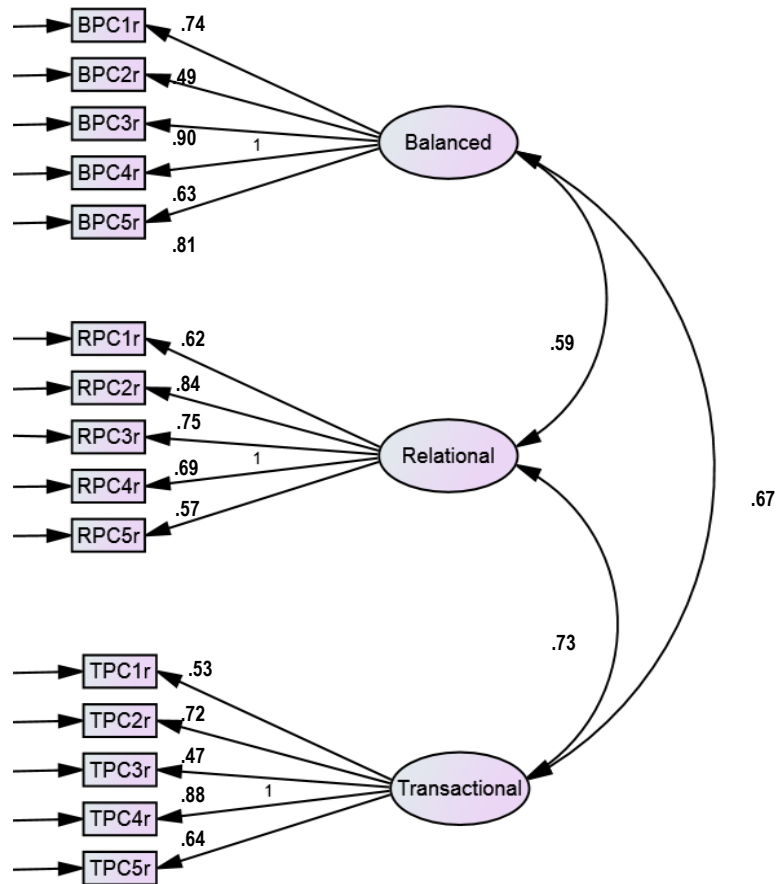 BPC1r
.74
BPC2r
.49
BPC3r
.90
1
BPC4r
.63
BPC5r
.81
Balanced
RPC1r
.62
RPC2r
.84
RPC3r
.75
1
RPC4r
.69
RPC5r
.57
Relational
.59
.67
.73
TPC1r
.53
TPC2r
.72
TPC3r
.47
1
TPC4r
.88
TPC5r
.64
Transactional